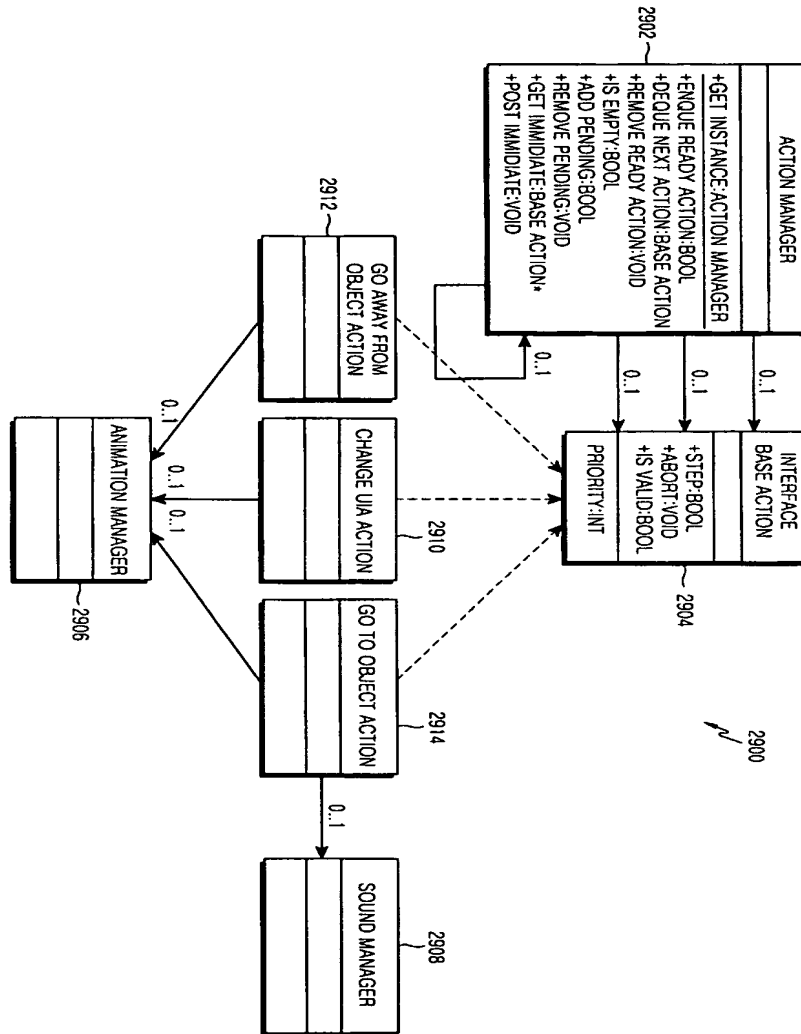 2902
ACTION MANAGER
+GET INSTANCE:ACTION MANAGER
+ENQUE READY ACTION:BOOL
+DEQUE NEXT ACTION:BASE ACTION
+REMOVE READY ACTION:VOID
+IS EMPTY:BOOL
+ADD PENDING:BOOL
+REMOVE PENDING:VOID
+GET IMMIDIATE:BASE ACTION*
+POST IMMIDIATE:VOID
0..1
0..1
0..1
0..1
INTERFACE
BASE ACTION
+STEP:BOOL
+ABORT:VOID
+IS VALID:BOOL
PRIORITY:INT
2904
2900
2912
GO AWAY FROM
OBJECT ACTION
CHANGE UIA ACTION
2910
GO TO OBJECT ACTION
2914
0..1
0..1
0..1
0..1
ANIMATION MANAGER
2906
SOUND MANAGER
2908